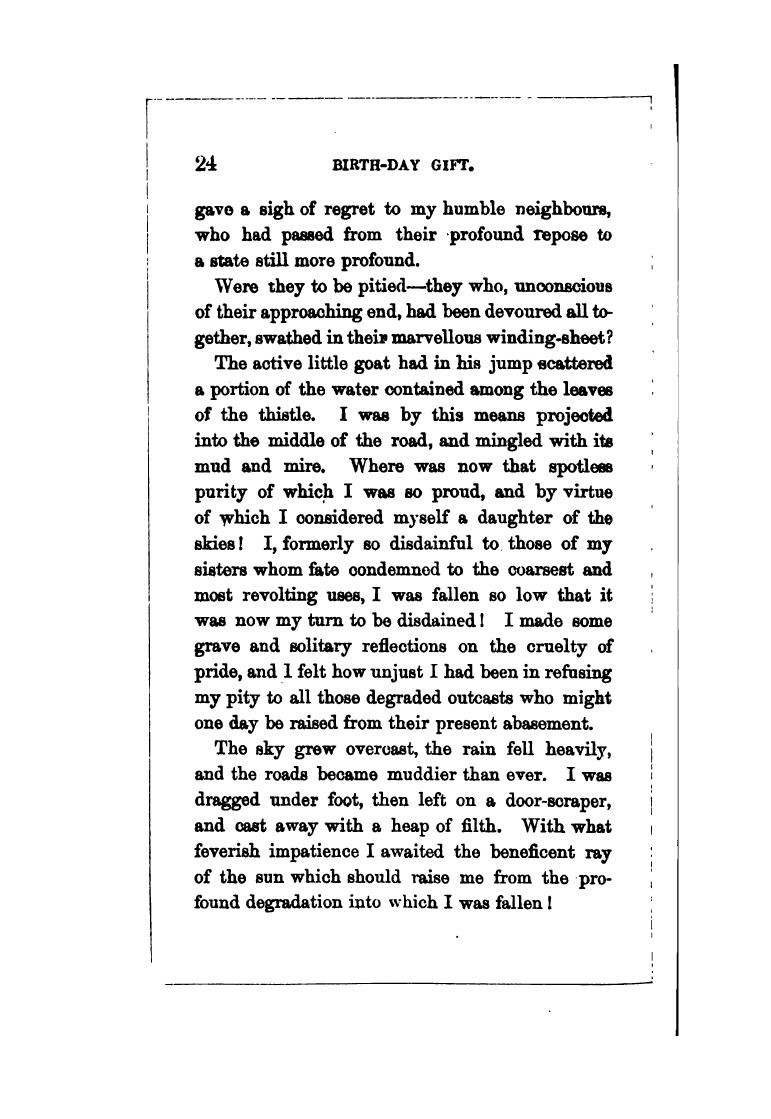 24 BIRTH-DAY GIFT.
gave a sigh of regret to my humble neighbours,
who had passed from their profound repose to
a state still more profound.
Were they to be pitied—they who, unconscious
of their approaching end, had been devoured all to-
gether, swathed in their marvellous winding-sheet?
The active little goat had in his jump scattered
a portion of the water contained among the leaves
of the thistle. I was by this means projected
into the middle of the road, and mingled with its
mud and mire. Where was now that spotless
purity of which I was so proud, and by virtue
of which I considered myself a daughter of the
skies! I, formerly so disdainful to those of my
sisters whom fate condemned to the coarsest and
most revolting uses, I was fallen so low that it
was now my turn to be disdained! I made some
grave and solitary reflections on the cruelty of
pride, and I felt how unjust I had been in refusing
my pity to all those degraded outcasts who might
one day be raised from their present abasement.
The sky grew overcast, the rain fell heavily,
and the roads became muddier than ever. I was
dragged under foot, then left on a door-scraper,
and cast away with a heap of filth. With what
feverish impatience I awaited the beneficent ray
of the sun which should raise me from the pro-
found degradation into which I was fallen!